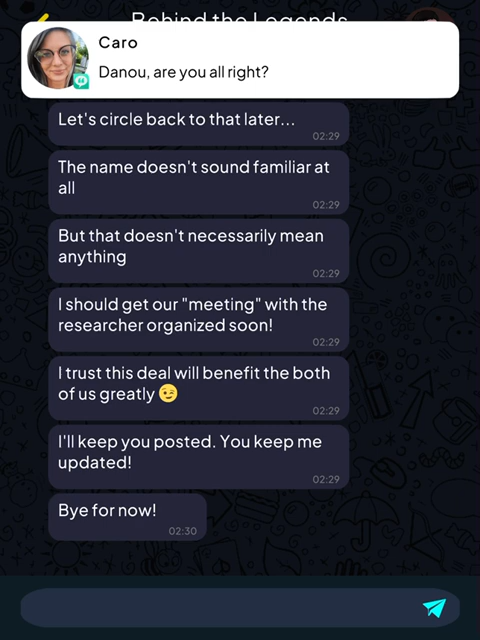 Behind the Legends
Caro
Danou, are you all right?
Let's circle back to that later...
02:29
The name doesn't sound familiar at
all
02:29
But that doesn't necessarily mean
anything
02:29
I should get our "meeting" with the
researcher organized soon!
02:29
I trust this deal will benefit the both
of us greatly 😉
02:29
I'll keep you posted. You keep me
updated!
02:29
Bye for now!
02:30